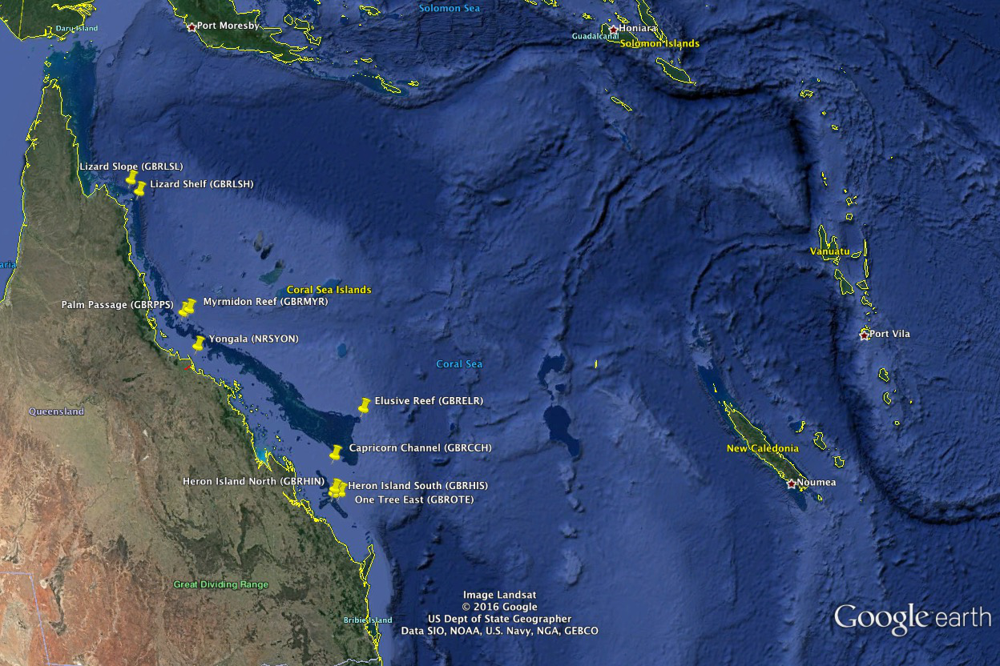 Solomon Sea
Daru Island
Port Moresby
Honiara
Guadalcanal
Solomon Islands
Lizard Slope (GBRLSL)
Lizard Shelf (GBRLSH)
Vanuatu
aria
Coral Sea Islands
Palm Passage (GBRPPS)
Myrmidon Reef (GBRMYR)
Port Vila
Yongala (NRSYON)
Coral Sea
Elusive Reef (GBRELR)
Queensland
Capricorn Channel (GBRCCH)
New Caledonia
Heron Island North (GBRHIN)
Heron Island South (GBRHIS)
Noumea
One Tree East (GBROTE)
Great Dividing Range
Bribie Island
Image Landsat
© 2016 Google
US Dept of State Geographer
Data SIO, NOAA, U.S. Navy, NGA, GEBCO
Google earth